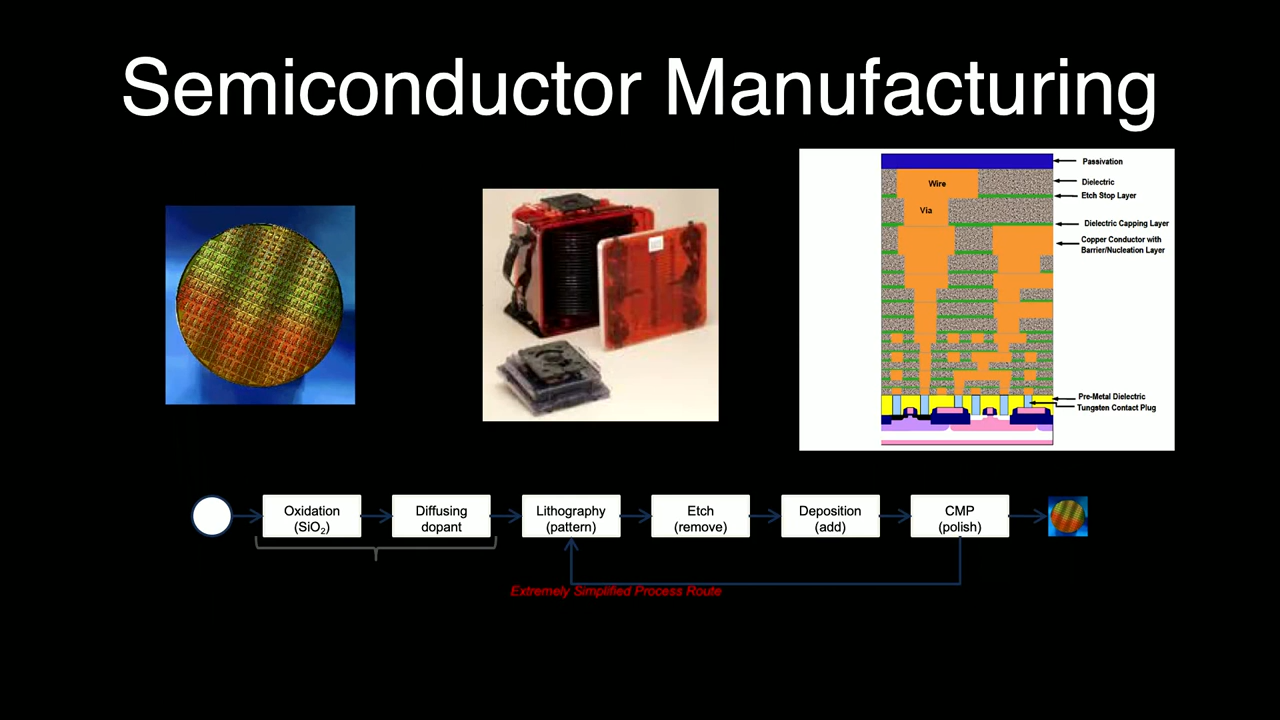 Semiconductor Manufacturing
Passivation
Wire
Dielectric
Etch Stop Layer
Via
Dielectric Capping Layer
Copper Conductor with
Barrier/Nucleation Layer
Pre-Metal Dielectric
Tungsten Contact Plug
Oxidation
(SiO₂)
Diffusing
dopant
Lithography
(pattern)
Etch
(remove)
Deposition
(add)
CMP
(polish)
Extremely Simplified Process Route